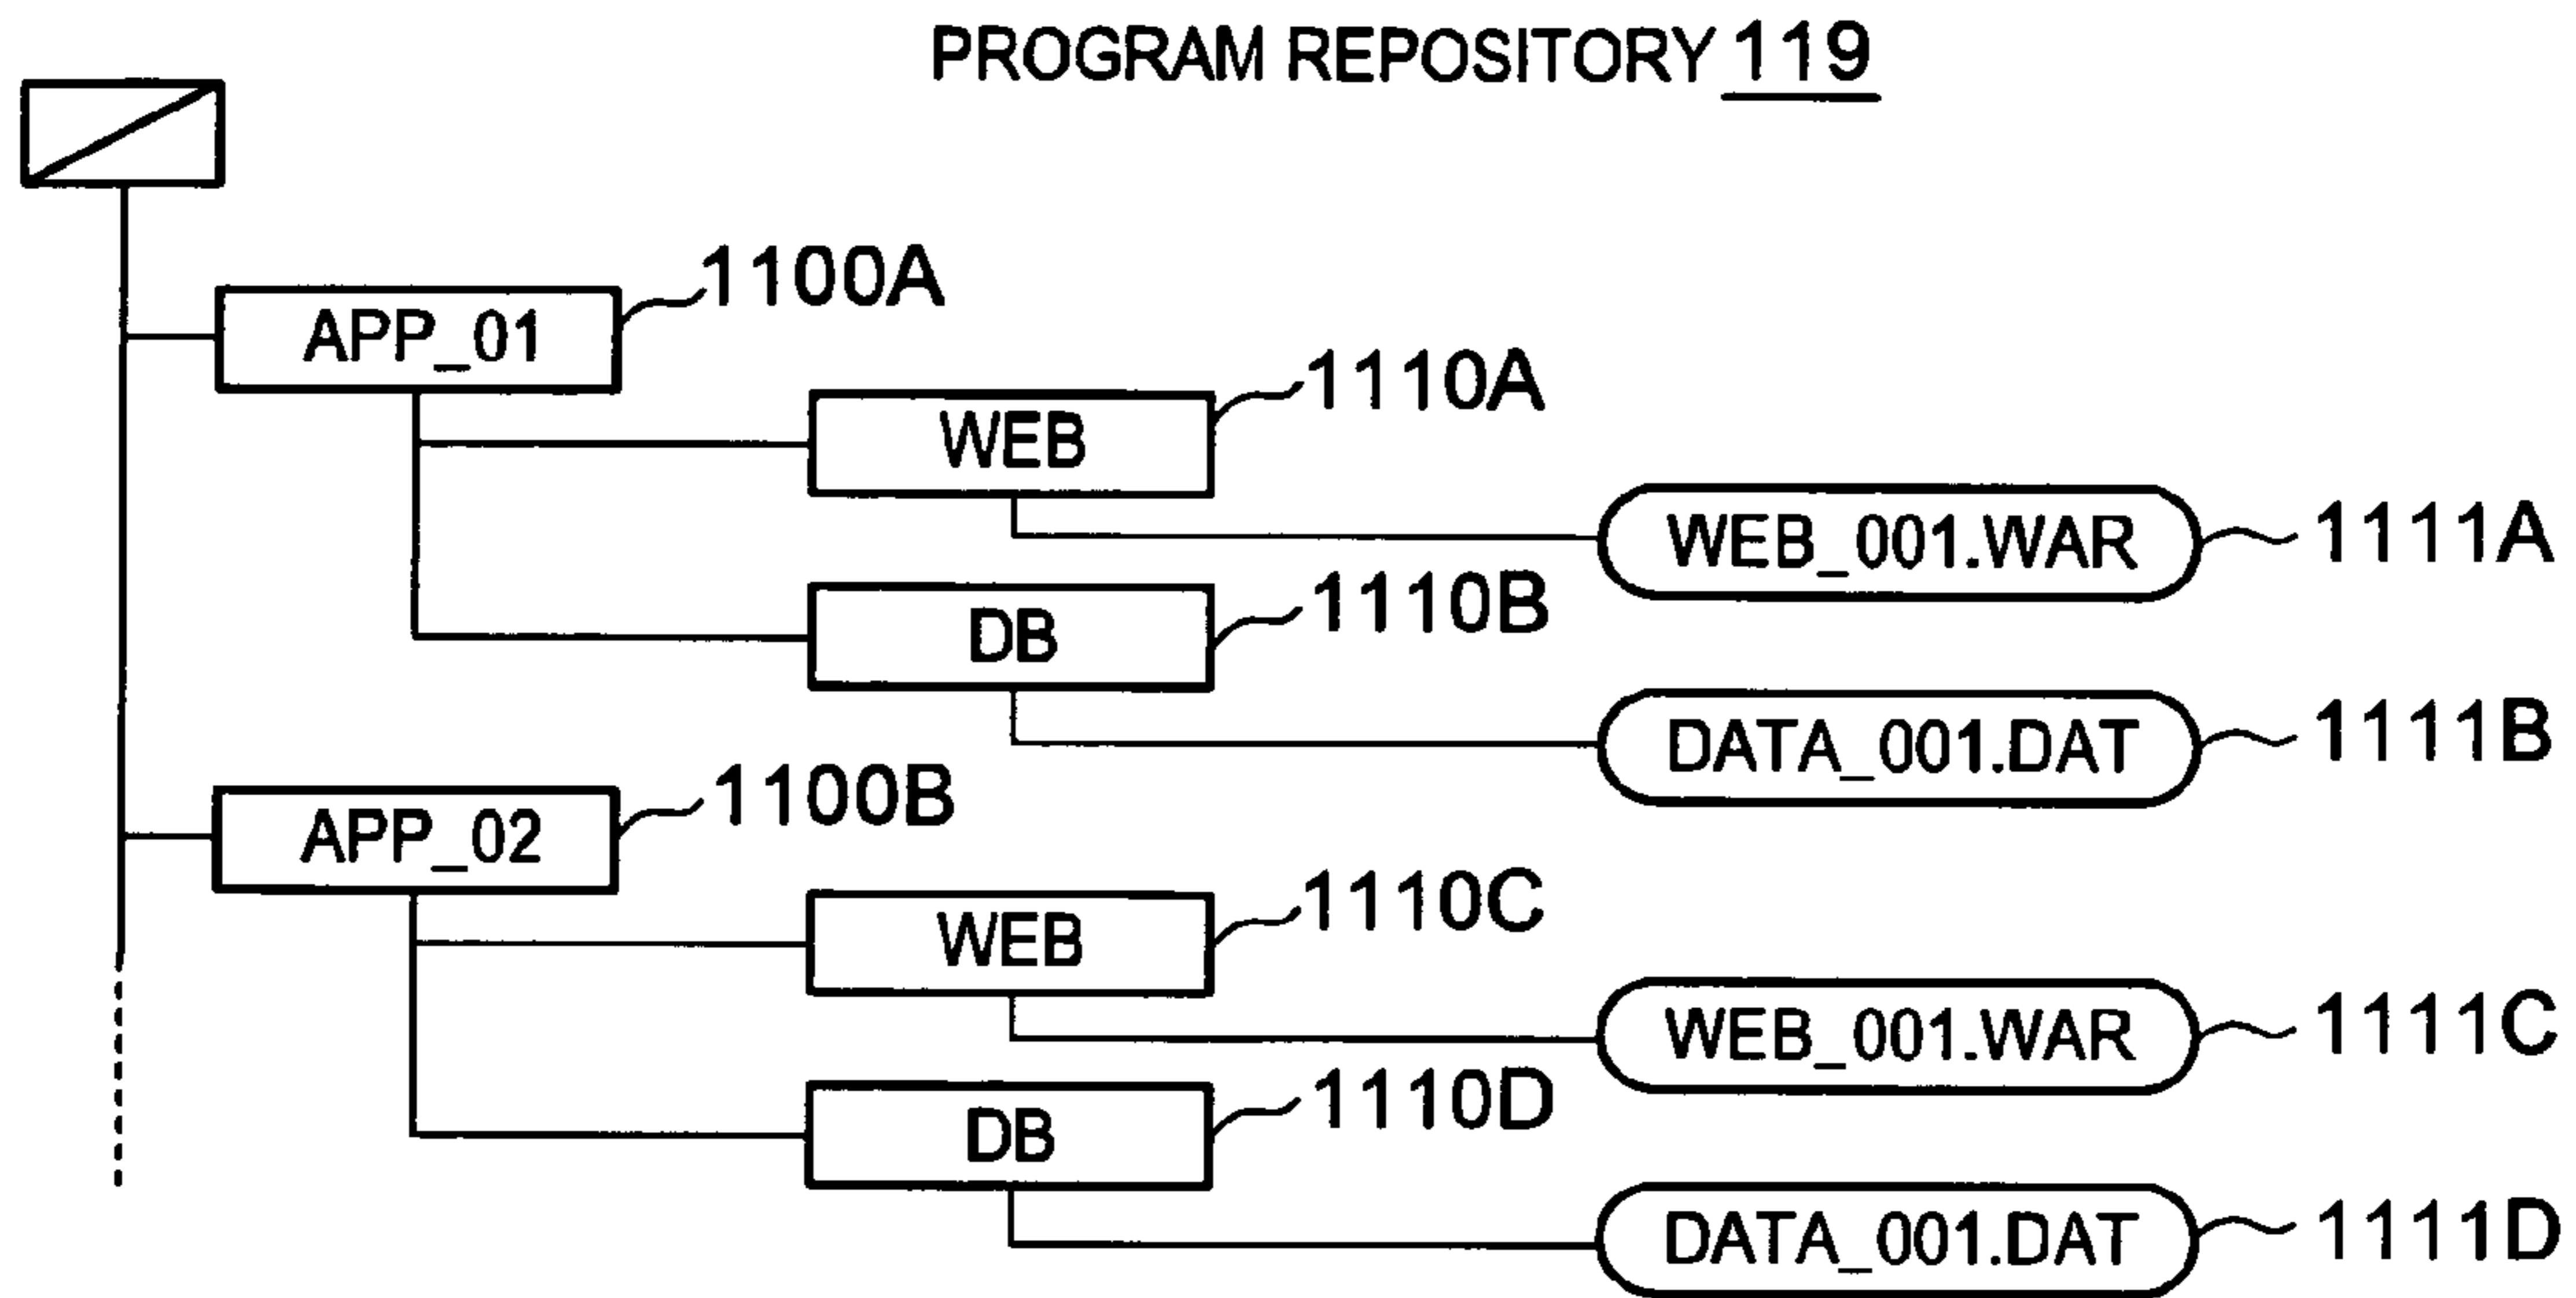 PROGRAM REPOSITORY 119
APP_01
1100A
WEB
1110A
WEB_001.WAR
1111A
DB
1110B
DATA_001.DAT
1111B
APP_02
1100B
WEB
1110C
WEB_001.WAR
1111C
DB
1110D
DATA_001.DAT
1111D